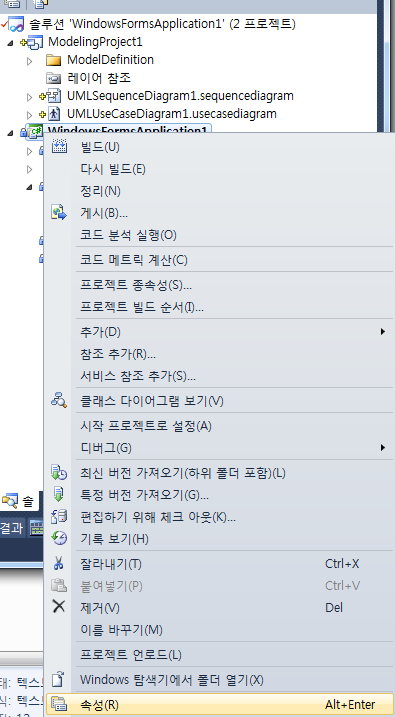 솔루션 'WindowsFormsApplication1' (2 프로젝트)
ModelingProject1
ModelDefinition
레이어 참조
UMLSequenceDiagram1.sequencediagram
UMLUseCaseDiagram1.usecasediagram
WindowsFormsApplication1
빌드(U)
다시 빌드(E)
정리(N)
게시(B)...
코드 분석 실행(O)
코드 메트릭 계산(C)
프로젝트 종속성(S)...
프로젝트 빌드 순서(I)...
추가(D)
참조 추가(R)...
서비스 참조 추가(S)...
클래스 다이어그램 보기(V)
시작 프로젝트로 설정(A)
디버그(G)
최신 버전 가져오기(하위 폴더 포함)(L)
특정 버전 가져오기(G)...
솔
편집하기 위해 체크 아웃(K)...
결과
기록 보기(H)
잘라내기(T) Ctrl+X
붙여넣기(P) Ctrl+V
제거(V) Del
이름 바꾸기(M)
프로젝트 언로드(L)
Windows 탐색기에서 폴더 열기(X)
태: 텍스
식: 텍스
속성(R) Alt+Enter